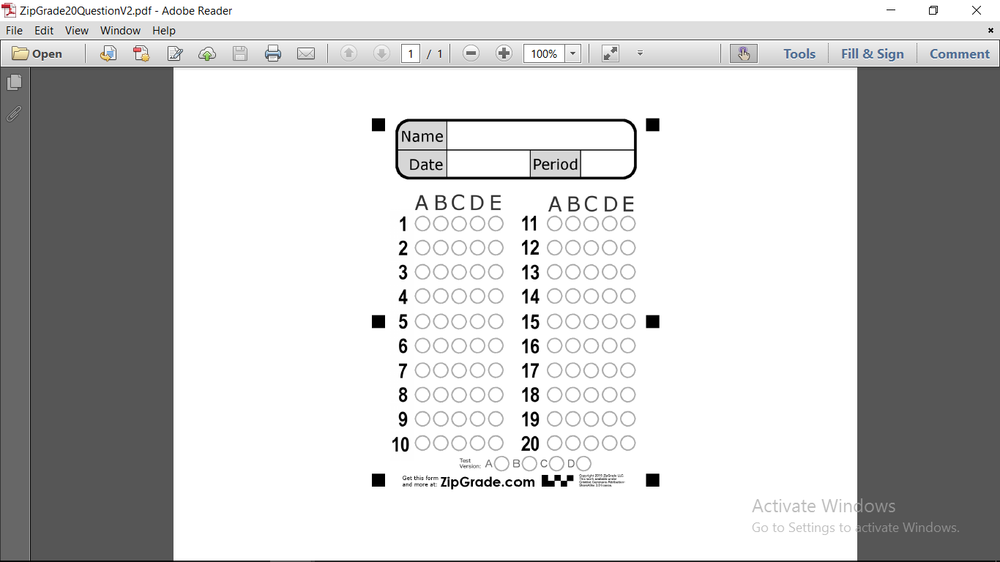 ZipGrade20QuestionV2.pdf - Adobe Reader
File Edit View Window Help
Open 1 / 1 100% Tools Fill & Sign Comment
Name
Date Period
A B C D E A B C D E
1 11
2 12
3 13
4 14
5 15
6 16
7 17
8 18
9 19
10 20
Test
Version: A B C D
Get this form
and more at: ZipGrade.com
Copyright 2015 ZipGrade LLC.
This work available under
Creative Commons Attribution-
ShareAlike 3.0 license.
Activate Windows
Go to Settings to activate Windows.